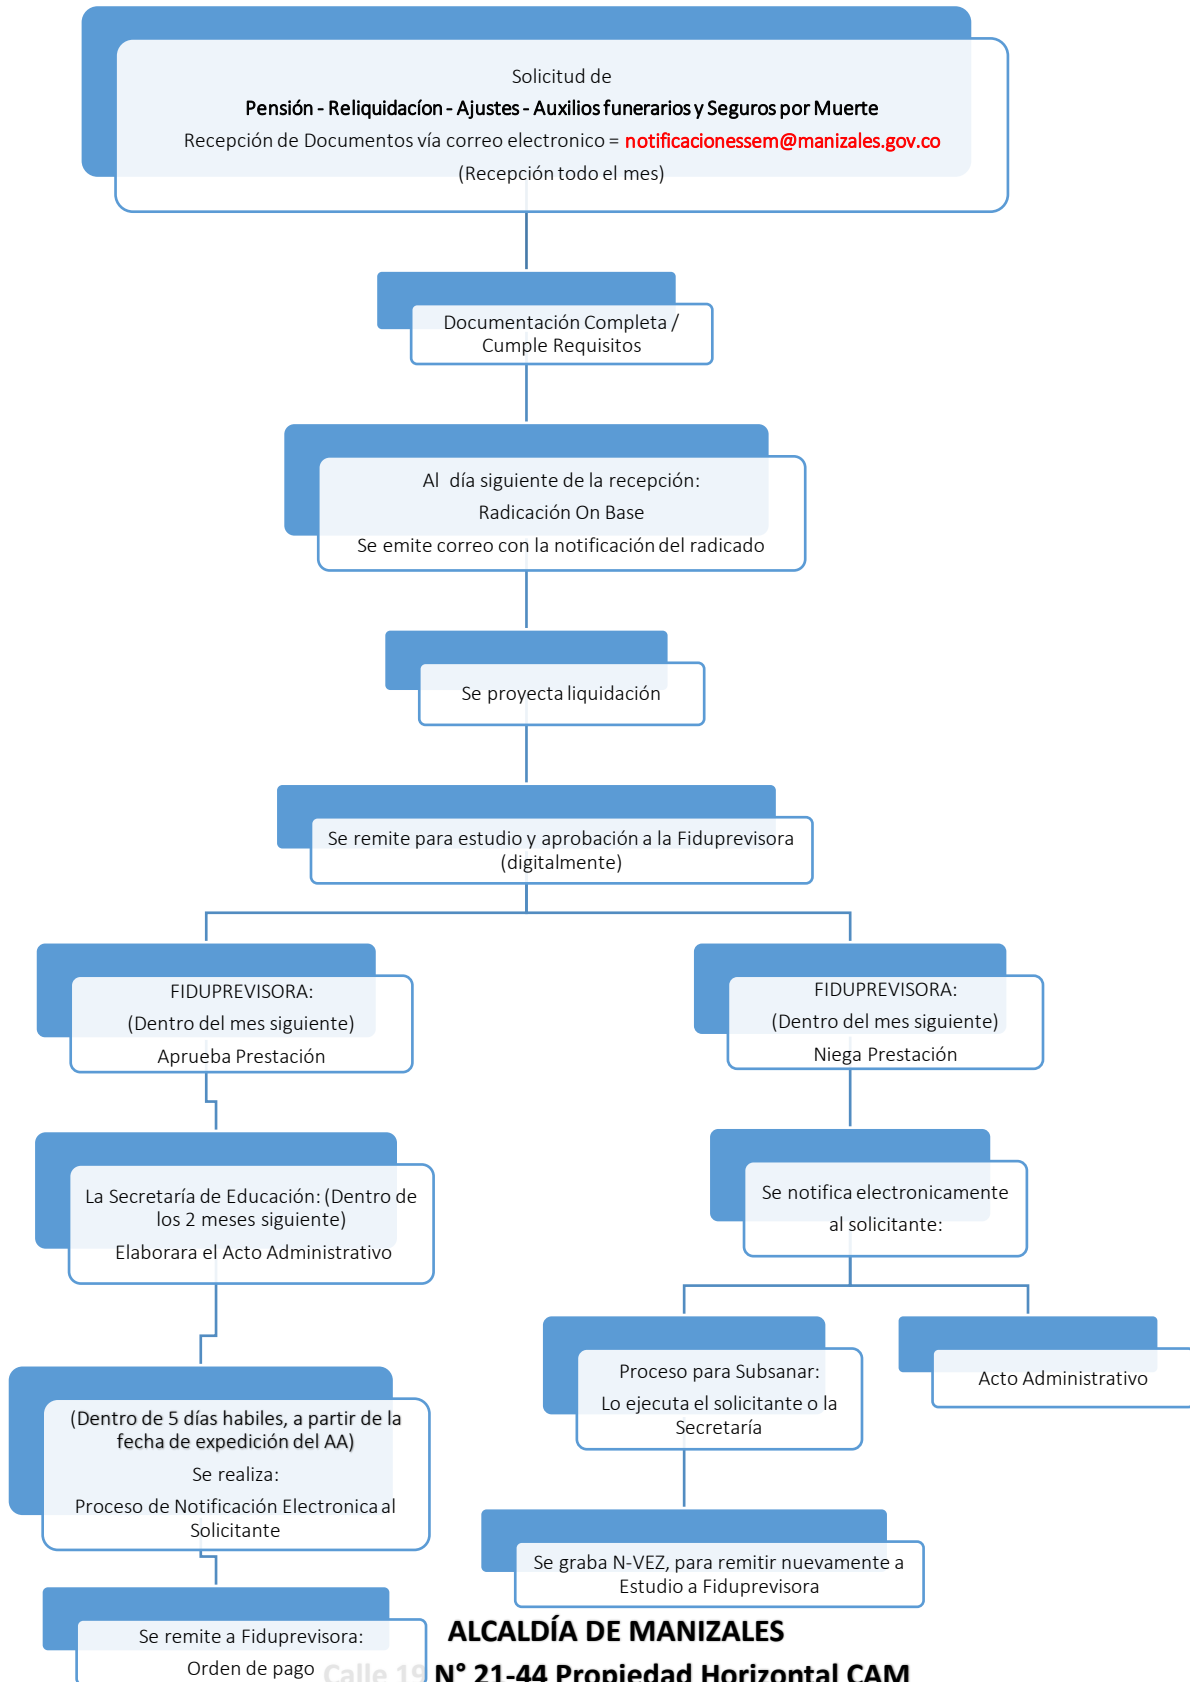 Solicitud de
Pensión - Reliquidacíon - Ajustes - Auxilios funerarios y Seguros por Muerte
Recepción de Documentos vía correo electronico = notificacionessem@manizales.gov.co
(Recepción todo el mes)
Documentación Completa /
Cumple Requisitos
Al día siguiente de la recepción:
Radicación On Base
Se emite correo con la notificación del radicado
Se proyecta liquidación
Se remite para estudio y aprobación a la Fiduprevisora
(digitalmente)
FIDUPREVISORA:
(Dentro del mes siguiente)
Aprueba Prestación
FIDUPREVISORA:
(Dentro del mes siguiente)
Niega Prestación
La Secretaría de Educación: (Dentro de
los 2 meses siguiente)
Elaborara el Acto Administrativo
Se notifica electronicamente
al solicitante:
Proceso para Subsanar:
Lo ejecuta el solicitante o la
Secretaría
Acto Administrativo
(Dentro de 5 días habiles, a partir de la
fecha de expedición del AA)
Se realiza:
Proceso de Notificación Electronica al
Solicitante
Se graba N-VEZ, para remitir nuevamente a
Estudio a Fiduprevisora
Se remite a Fiduprevisora:
Orden de pago
ALCALDÍA DE MANIZALES
Calle 19 N° 21-44 Propiedad Horizontal CAM